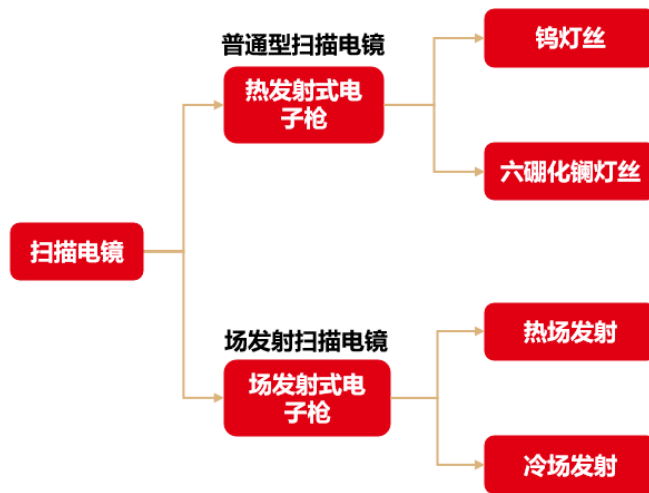 普通型扫描电镜
热发射式电
子枪
钨灯丝
六硼化镧灯丝
扫描电镜
场发射扫描电镜
场发射式电
子枪
热场发射
冷场发射